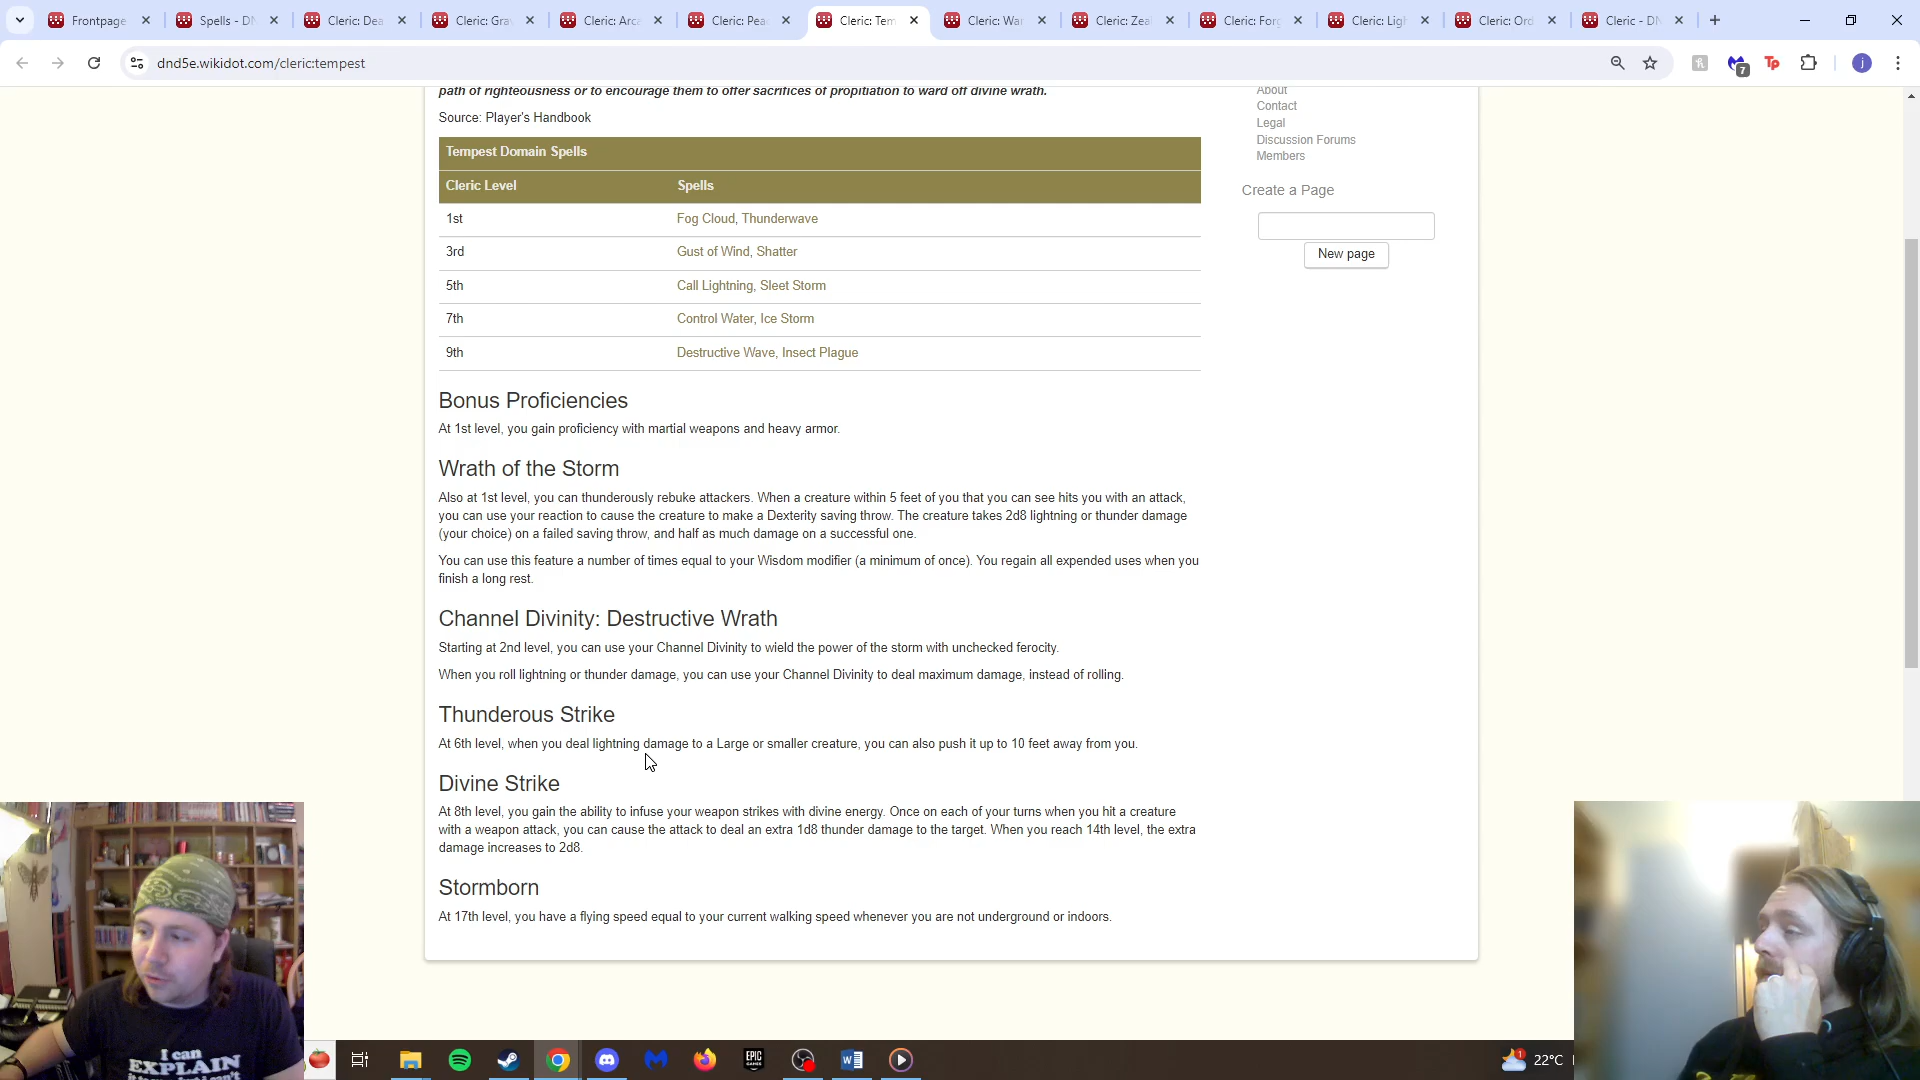 Frontpage
Spells - DN
Cleric: Dea
Cleric: Gra
Cleric: Arca
Cleric: Peac
Cleric: Tem
Cleric: War
Cleric: Zeal
Cleric: Forg
Cleric: Ligh
Cleric: Ord
Cleric - DN
dnd5e.wikidot.com/cleric:tempest
7
Tp
j
path of righteousness or to encourage them to offer sacrifices of propitiation to ward off divine wrath.
Source: Player's Handbook
Tempest Domain Spells
Cleric Level Spells
1st Fog Cloud, Thunderwave
3rd Gust of Wind, Shatter
5th Call Lightning, Sleet Storm
7th Control Water, Ice Storm
9th Destructive Wave, Insect Plague
Bonus Proficiencies
At 1st level, you gain proficiency with martial weapons and heavy armor.
Wrath of the Storm
Also at 1st level, you can thunderously rebuke attackers. When a creature within 5 feet of you that you can see hits you with an attack,
you can use your reaction to cause the creature to make a Dexterity saving throw. The creature takes 2d8 lightning or thunder damage
(your choice) on a failed saving throw, and half as much damage on a successful one.
You can use this feature a number of times equal to your Wisdom modifier (a minimum of once). You regain all expended uses when you
finish a long rest.
Channel Divinity: Destructive Wrath
Starting at 2nd level, you can use your Channel Divinity to wield the power of the storm with unchecked ferocity.
When you roll lightning or thunder damage, you can use your Channel Divinity to deal maximum damage, instead of rolling.
Thunderous Strike
At 6th level, when you deal lightning damage to a Large or smaller creature, you can also push it up to 10 feet away from you.
Divine Strike
At 8th level, you gain the ability to infuse your weapon strikes with divine energy. Once on each of your turns when you hit a creature
with a weapon attack, you can cause the attack to deal an extra 1d8 thunder damage to the target. When you reach 14th level, the extra
damage increases to 2d8.
Stormborn
At 17th level, you have a flying speed equal to your current walking speed whenever you are not underground or indoors.
About
Contact
Legal
Discussion Forums
Members
Create a Page
New page
I can
EXPLAIN
EPIC
GAMES
W
1
22°C